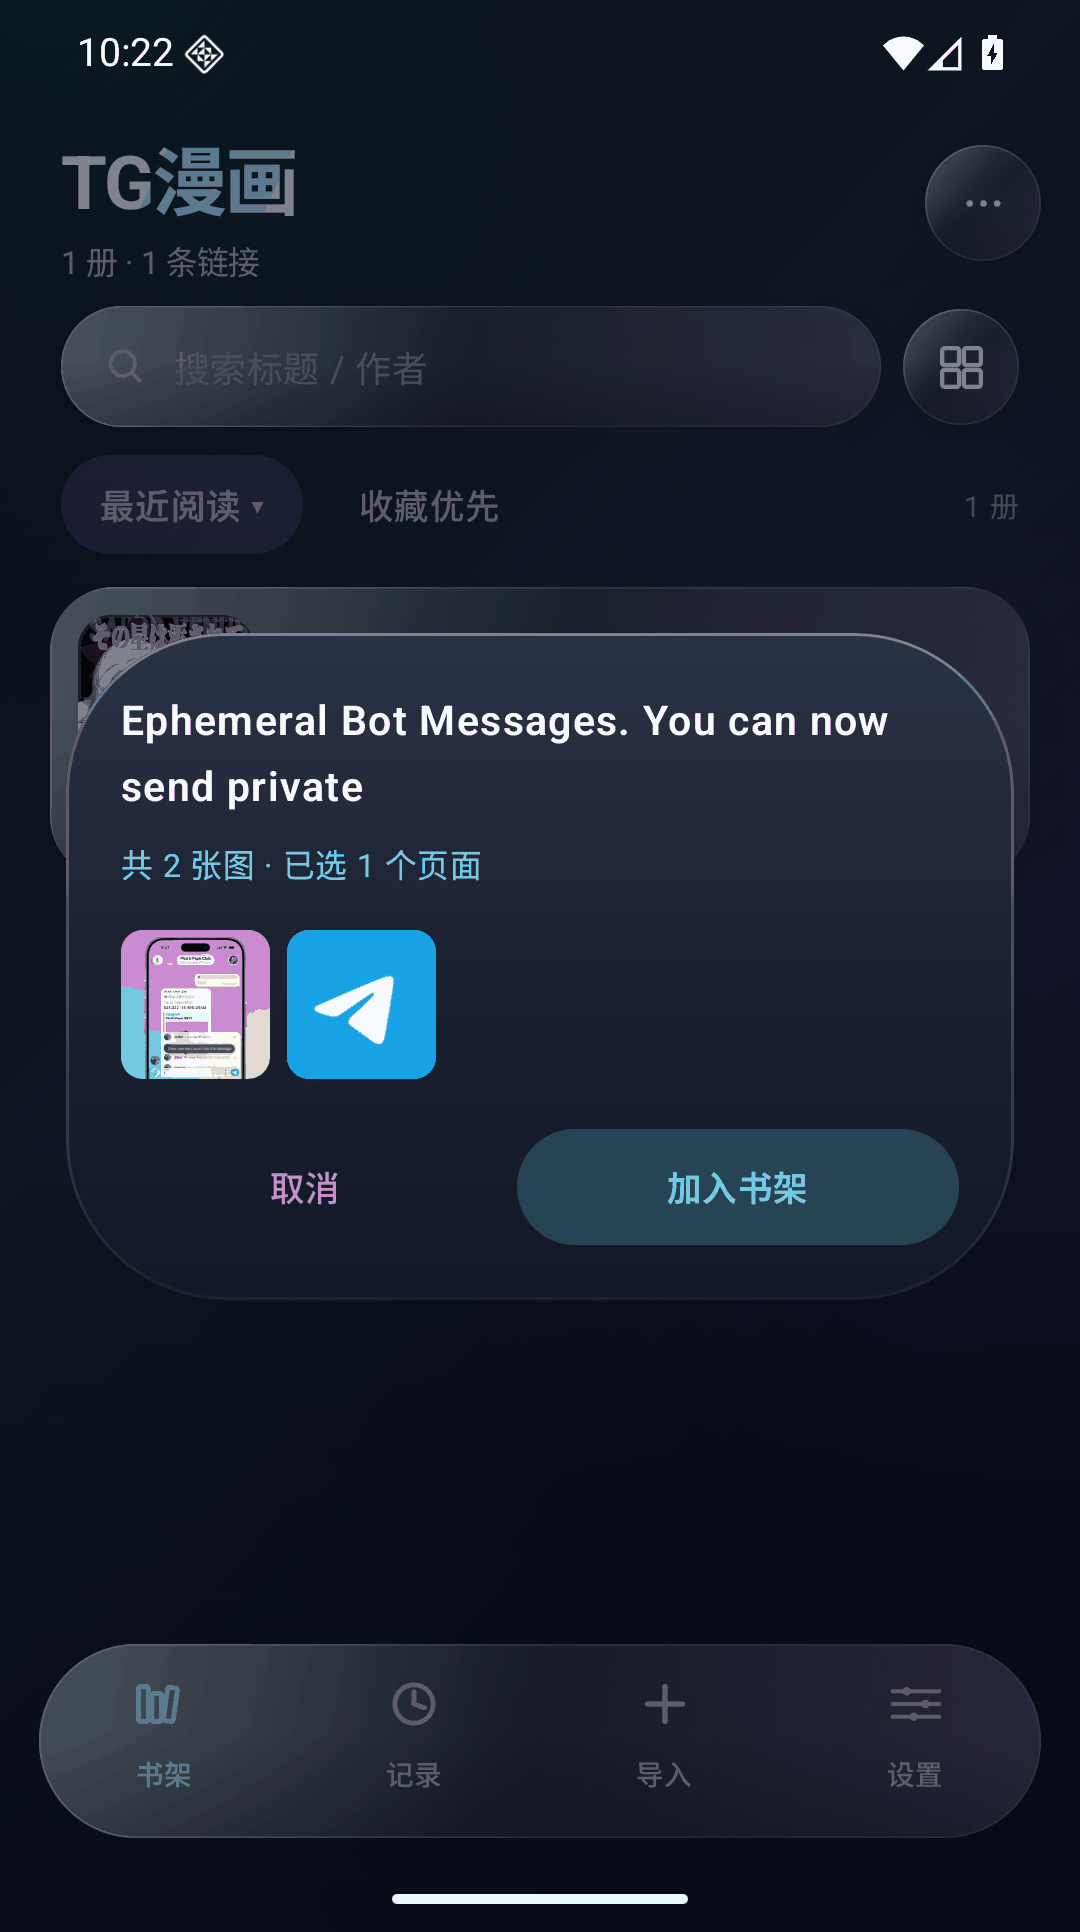 10:22
TG漫画
1 册 · 1 条链接
搜索标题 / 作者
最近阅读 ▾
收藏优先
1 册
Ephemeral Bot Messages. You can now
send private
共 2 张图 · 已选 1 个页面
取消
加入书架
书架
记录
导入
设置